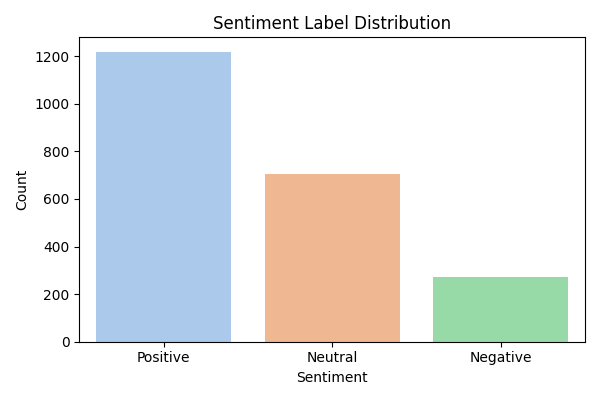 Sentiment Label Distribution
1200
1000
800
600
400
200
0
Count
Positive Neutral Negative
Sentiment